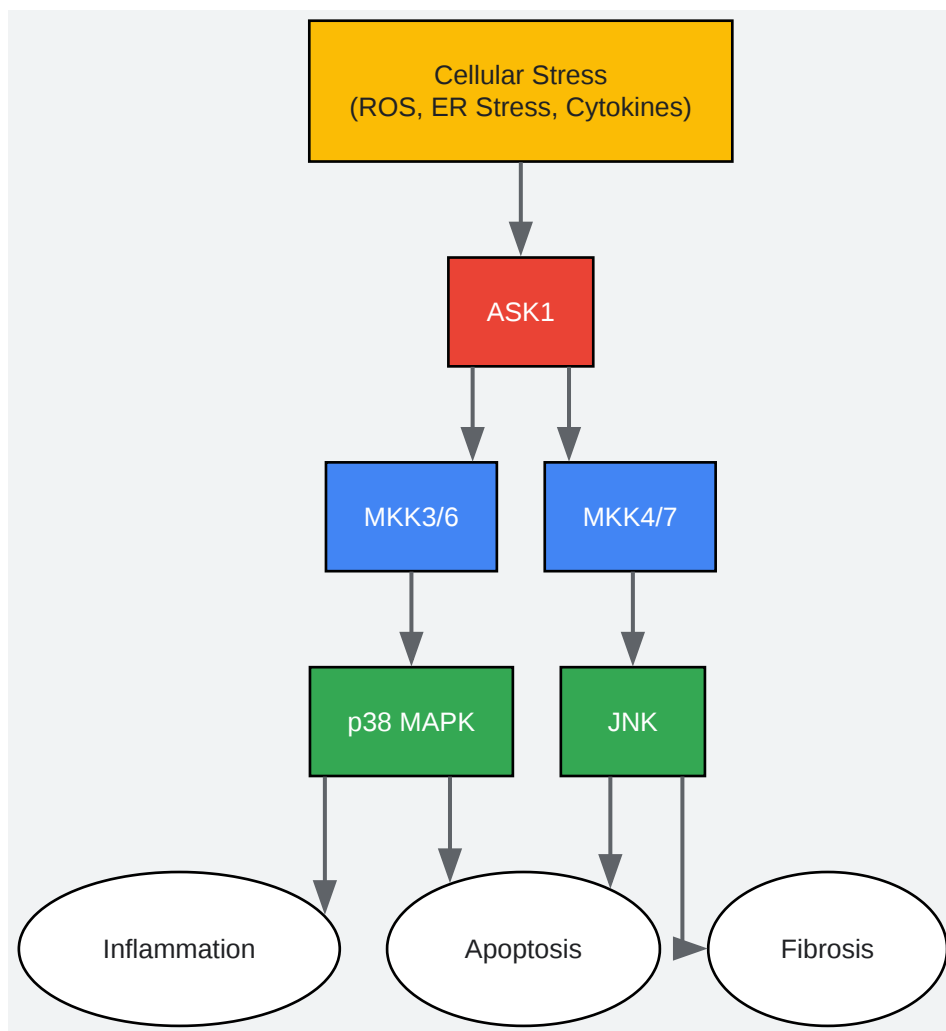 Cellular Stress
(ROS, ER Stress, Cytokines)
ASK1
MKK3/6
MKK4/7
p38 MAPK
JNK
Inflammation
Apoptosis
Fibrosis